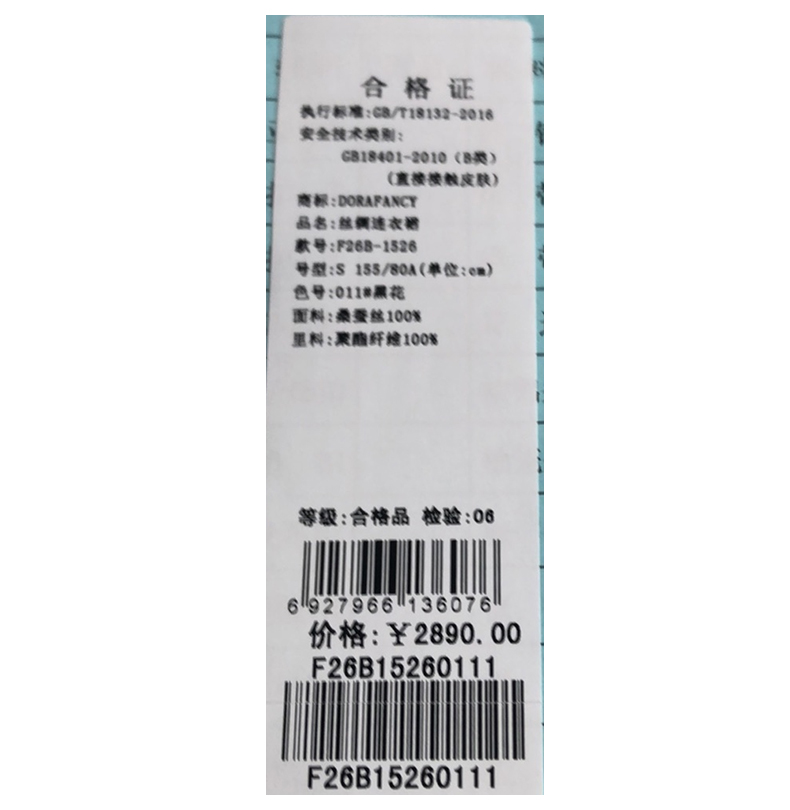 合格证
执行标准:GB/T18132-2016
安全技术类别:
GB18401-2010（B类）
（直接接触皮肤）
商标:DORAFANCY
品名:丝绸连衣裙
款号:F26B-1526
号型:S 155/80A(单位:cm)
色号:011#黑花
面料:桑蚕丝100%
里料:聚酯纤维100%
等级:合格品 检验:06
6 927966 136076
价格:￥2890.00
F26B15260111
F26B15260111